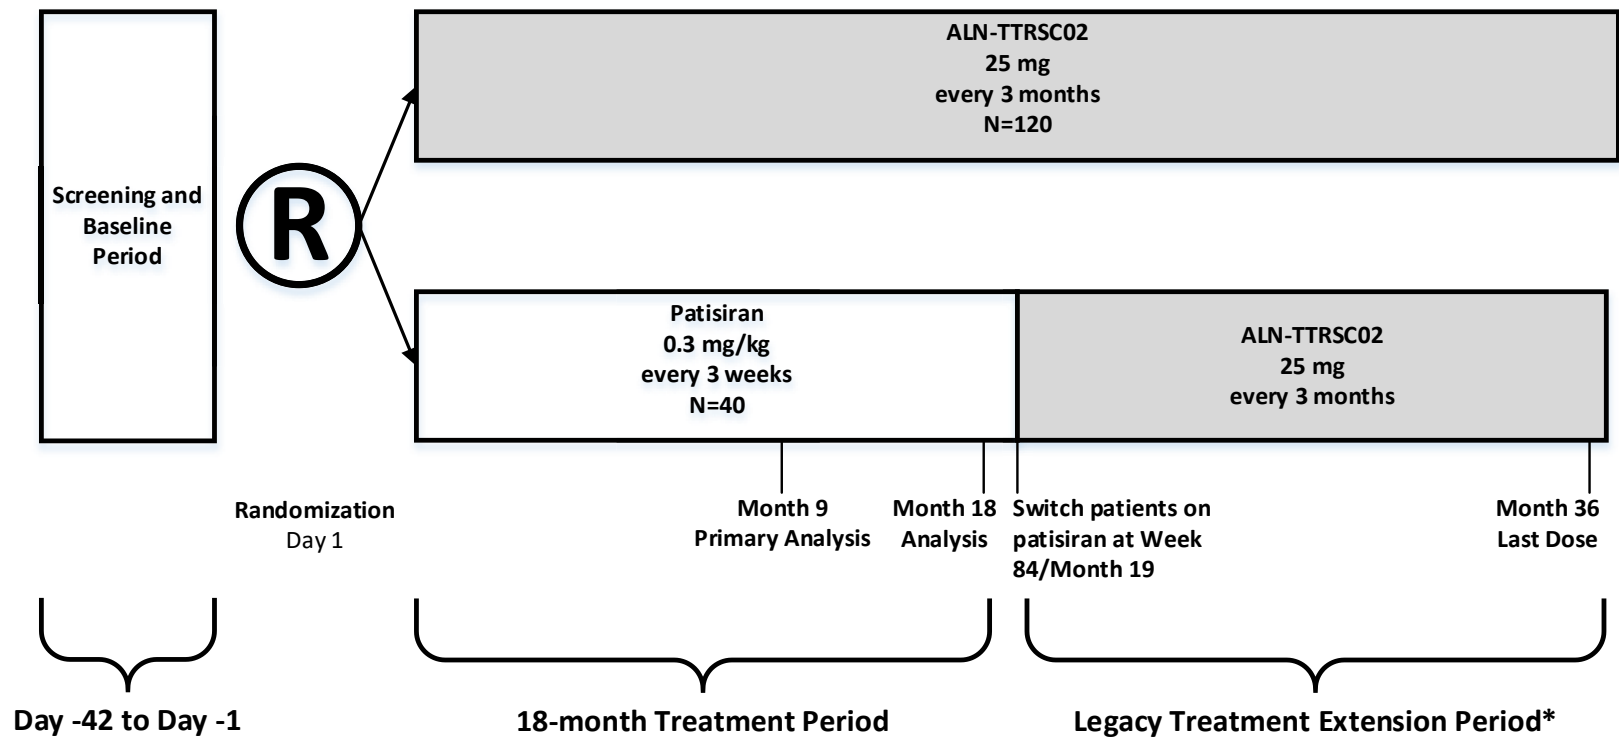 ALN-TTRSC02
25 mg
every 3 months
N=120
Screening and
Baseline
Period
R
Patisiran
0.3 mg/kg
every 3 weeks
N=40
ALN-TTRSC02
25 mg
every 3 months
Randomization
Day 1
Month 9
Primary Analysis
Month 18
Analysis
Switch patients on
patisiran at Week
84/Month 19
Month 36
Last Dose
Day -42 to Day -1
18-month Treatment Period
Legacy Treatment Extension Period*